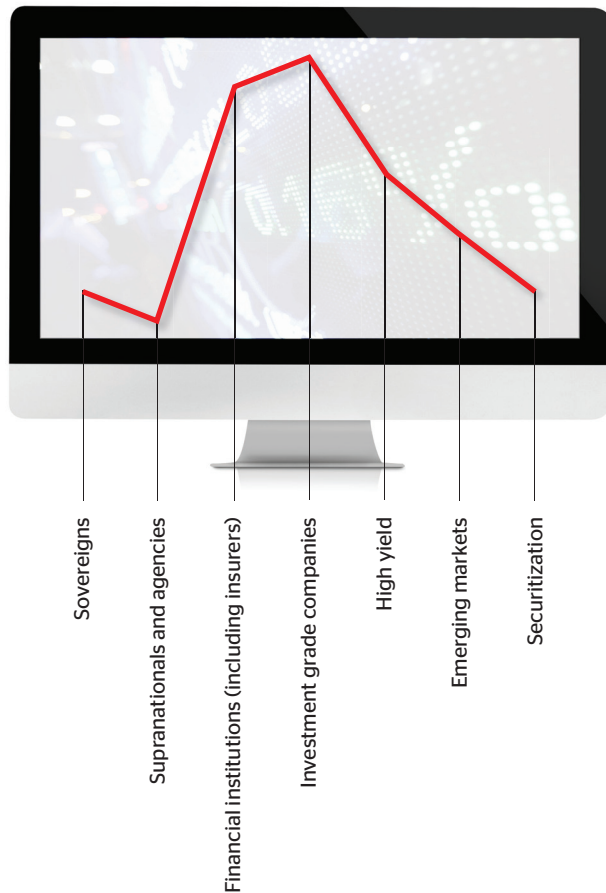 Sovereigns
Supranationals and agencies
Financial institutions (including insurers)
Investment grade companies
High yield
Emerging markets
Securitization